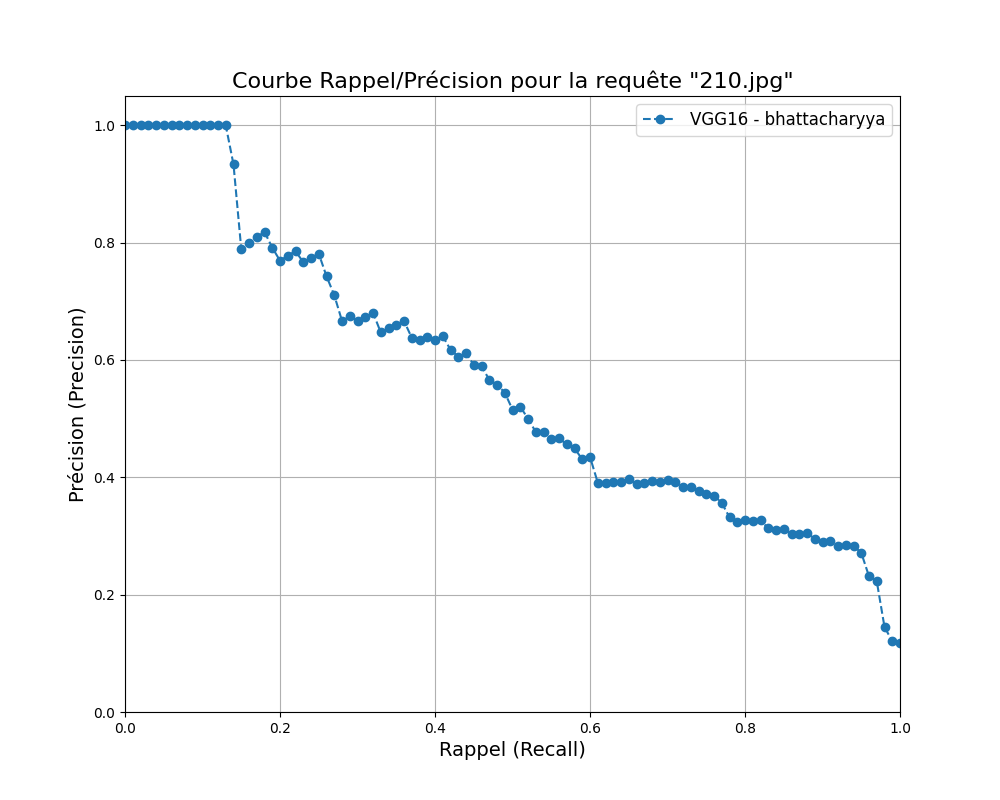 Courbe Rappel/Précision pour la requête "210.jpg"
VGG16 - bhattacharyya
Précision (Precision)
1.0
0.8
0.6
0.4
0.2
0.0
0.0 0.2 0.4 0.6 0.8 1.0
Rappel (Recall)